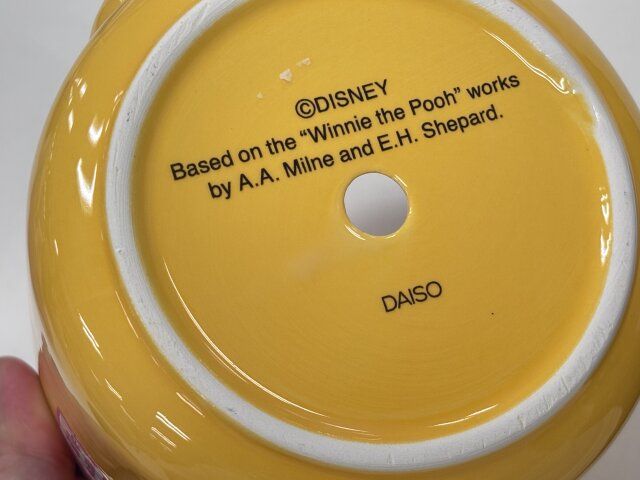 ©DISNEY
Based on the “Winnie the Pooh” works
by A.A. Milne and E.H. Shepard.
DAISO